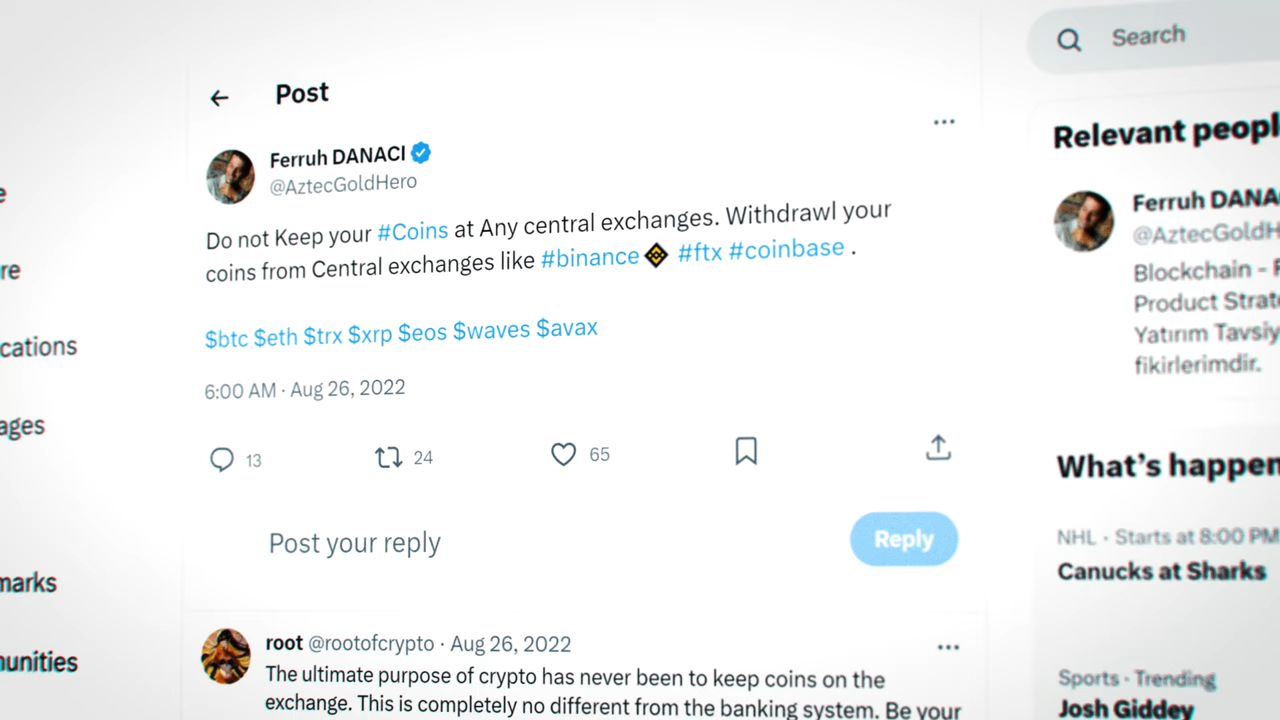 Search
Post
Relevant peopl
Ferruh DANACI
@AztecGoldHero
Do not Keep your #Coins at Any central exchanges. Withdrawl your
coins from Central exchanges like #binance #ftx #coinbase .
$btc $eth $trx $xrp $eos $waves $avax
6:00 AM · Aug 26, 2022
13
24
65
Post your reply
Reply
root @rootofcrypto · Aug 26, 2022
The ultimate purpose of crypto has never been to keep coins on the
exchange. This is completely no different from the banking system. Be your
e
re
cations
ages
marks
unities
Ferruh DANA
@AztecGoldH
Blockchain -
Product Strat
Yatırım Tavsiy
fikirlerimdir.
What's happen
NHL · Starts at 8:00 PM
Canucks at Sharks
Sports · Trending
Josh Giddey